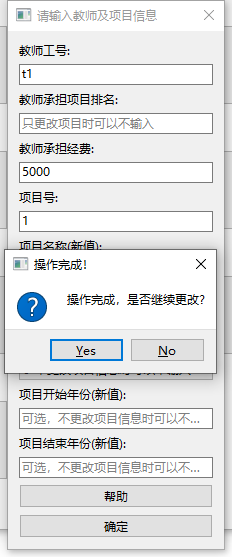 请输入教师及项目信息
教师工号:
t1
教师承担项目排名:
只更改项目时可以不输入
教师承担经费:
5000
项目号:
1
项目名称(新值):
操作完成!
操作完成，是否继续更改?
Yes
No
项目开始年份(新值):
可选，不更改项目信息时可以不...
项目结束年份(新值):
可选，不更改项目信息时可以不...
帮助
确定